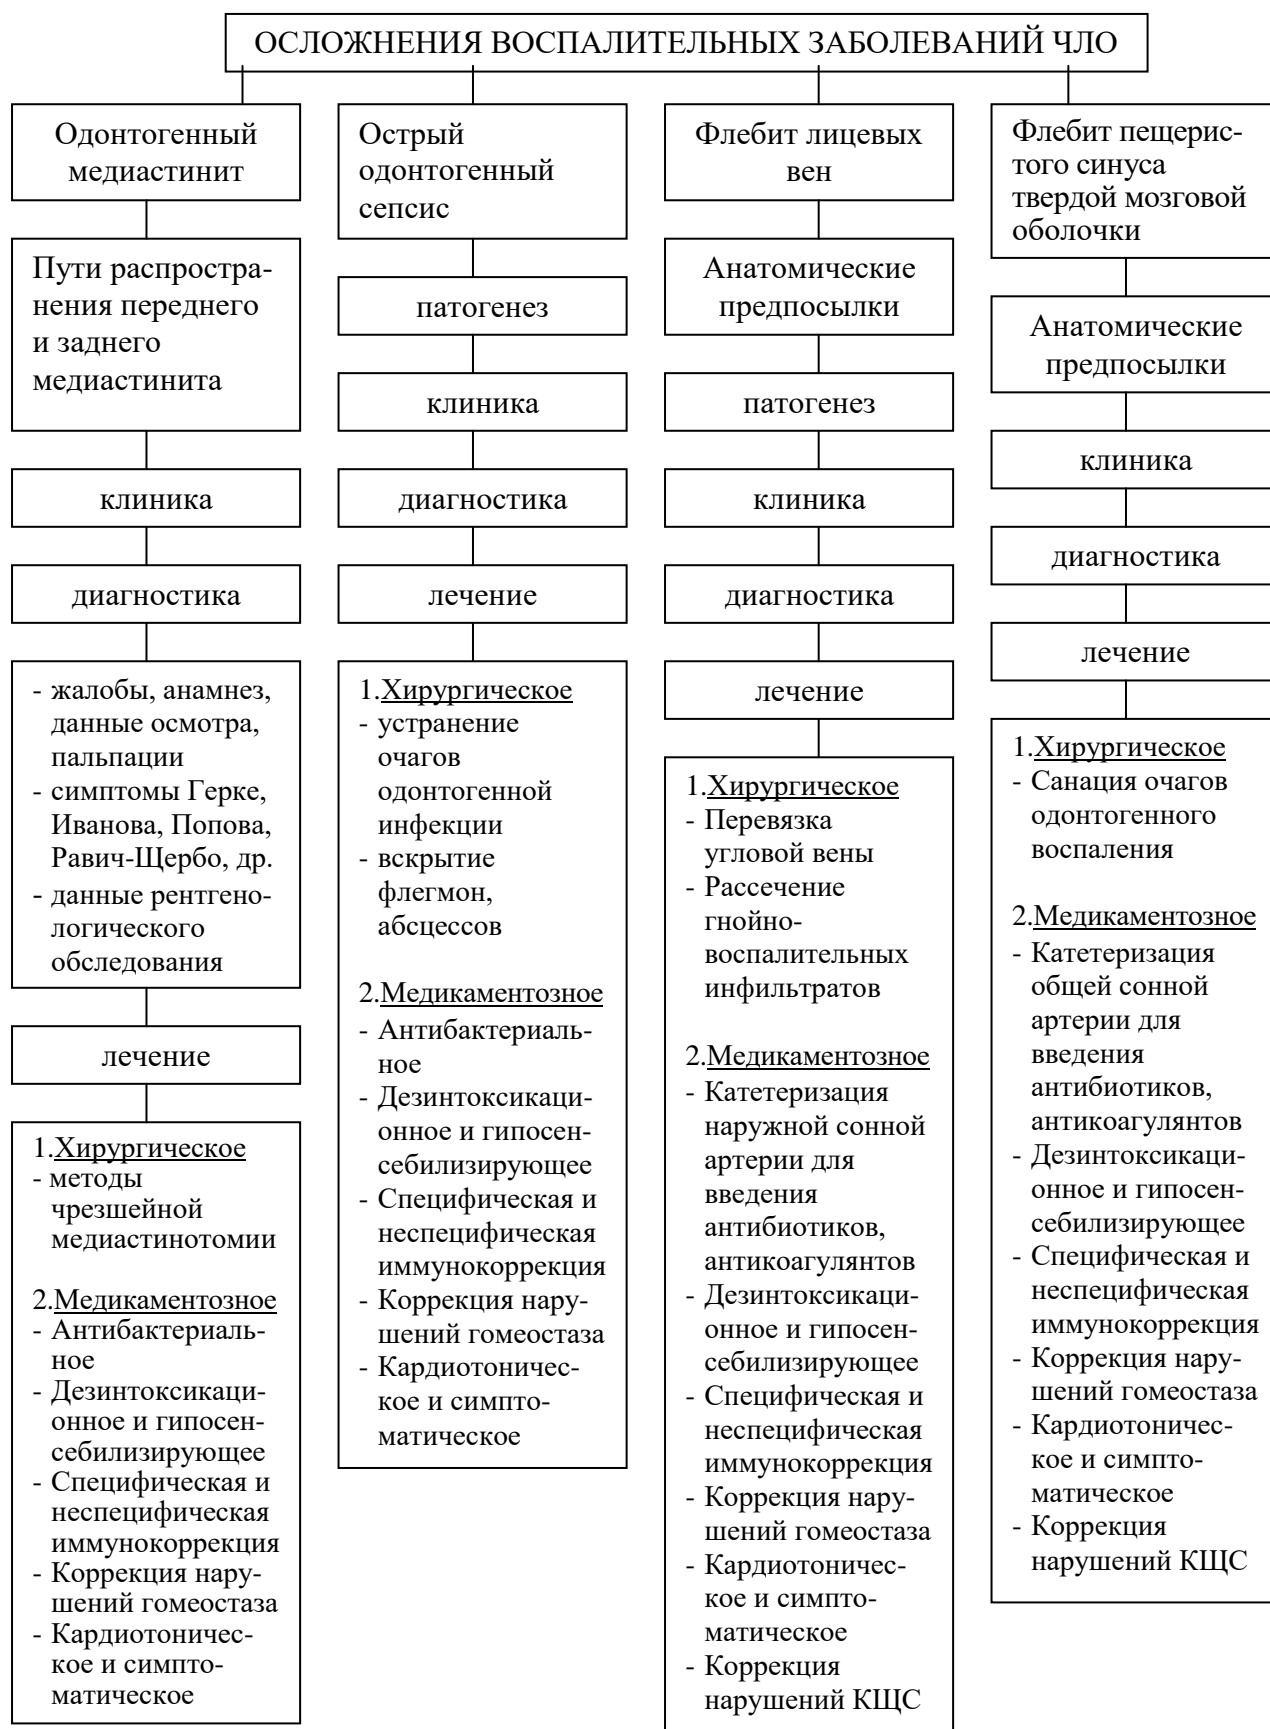 ОСЛОЖНЕНИЯ ВОСПАЛИТЕЛЬНЫХ ЗАБОЛЕВАНИЙ ЧЛО
Одонтогенный
медиастинит
Пути распростра-
нения переднего
и заднего
медиастинита
клиника
диагностика
- жалобы, анамнез,
данные осмотра,
пальпации
- симптомы Герке,
Иванова, Попова,
Равич-Щербо, др.
- данные рентгено-
логического
обследования
лечение
1.Хирургическое
- методы
чрезшейной
медиастинотомии
2.Медикаментозное
- Антибактериаль-
ное
- Дезинтоксикаци-
онное и гипосен-
себилизирующее
- Специфическая и
неспецифическая
иммунокоррекция
- Коррекция нару-
шений гомеостаза
- Кардиотоничес-
кое и симпто-
матическое
Острый
одонтогенный
сепсис
патогенез
клиника
диагностика
лечение
1.Хирургическое
- устранение
очагов
одонтогенной
инфекции
- вскрытие
флегмон,
абсцессов
2.Медикаментозное
- Антибактериаль-
ное
- Дезинтоксикаци-
онное и гипосен-
себилизирующее
- Специфическая и
неспецифическая
иммунокоррекция
- Коррекция нару-
шений гомеостаза
- Кардиотоничес-
кое и симпто-
матическое
Флебит лицевых
вен
Анатомические
предпосылки
патогенез
клиника
диагностика
лечение
1.Хирургическое
- Перевязка
угловой вены
- Рассечение
гнойно-
воспалительных
инфильтратов
2.Медикаментозное
- Катетеризация
наружной сонной
артерии для
введения
антибиотиков,
антикоагулянтов
- Дезинтоксикаци-
онное и гипосен-
себилизирующее
- Специфическая и
неспецифическая
иммунокоррекция
- Коррекция нару-
шений гомеостаза
- Кардиотоничес-
кое и симпто-
матическое
- Коррекция
нарушений КЩС
Флебит пещерис-
того синуса
твердой мозговой
оболочки
Анатомические
предпосылки
клиника
диагностика
лечение
1.Хирургическое
- Санация очагов
одонтогенного
воспаления
2.Медикаментозное
- Катетеризация
общей сонной
артерии для
введения
антибиотиков,
антикоагулянтов
- Дезинтоксикаци-
онное и гипосен-
себилизирующее
- Специфическая и
неспецифическая
иммунокоррекция
- Коррекция нару-
шений гомеостаза
- Кардиотоничес-
кое и симпто-
матическое
- Коррекция
нарушений КЩС